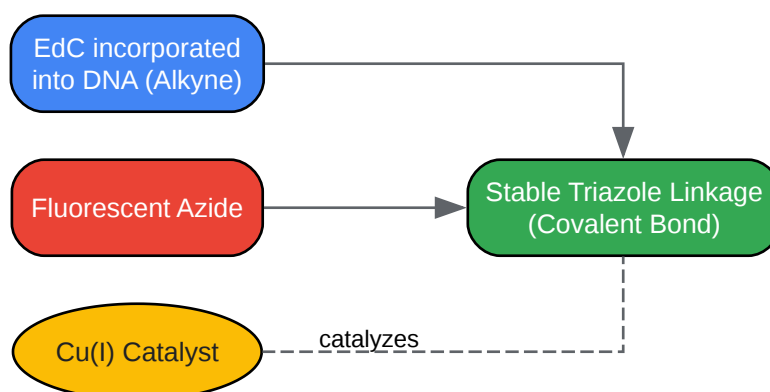 EdC incorporated
into DNA (Alkyne)
Fluorescent Azide
Stable Triazole Linkage
(Covalent Bond)
Cu(I) Catalyst
catalyzes